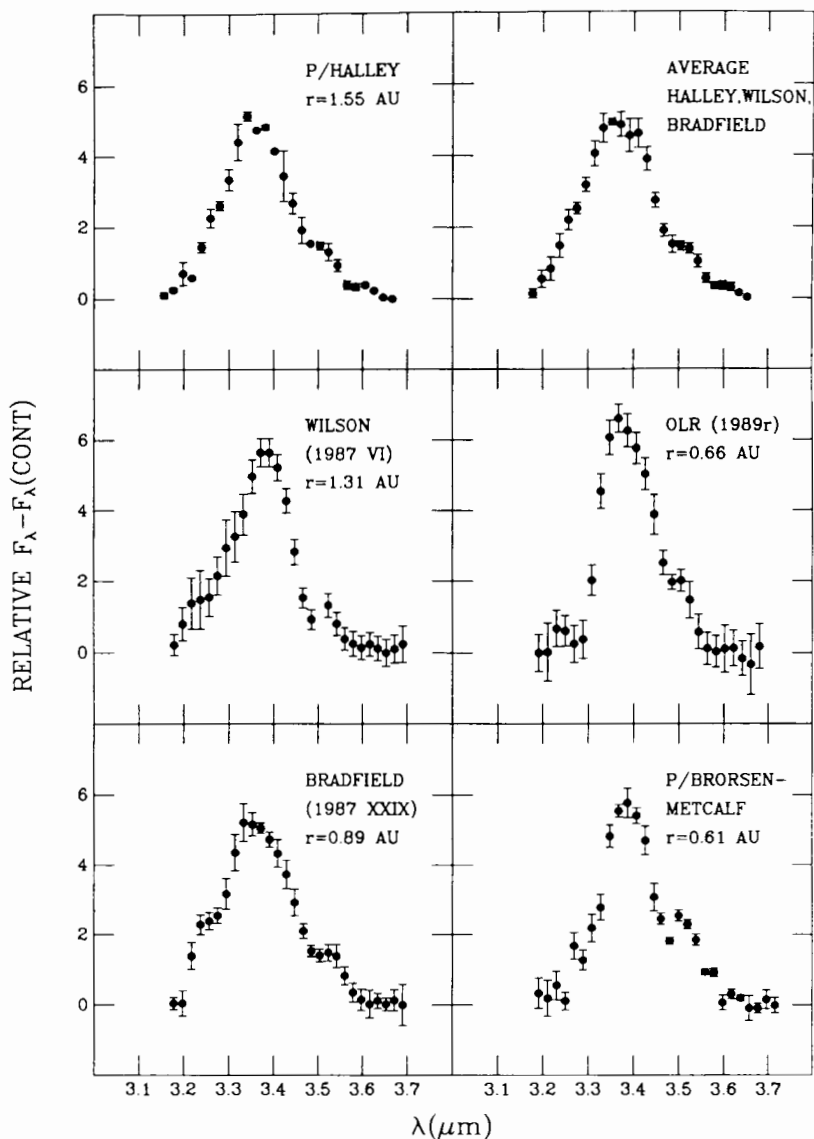 P/HALLEY
r=1.55 AU
AVERAGE
HALLEY,WILSON,
BRADFIELD
6
4
2
0
WILSON
(1987 VI)
r=1.31 AU
OLR (1989r)
r=0.66 AU
6
4
2
0
BRADFIELD
(1987 XXIX)
r=0.89 AU
P/BRORSEN-
METCALF
r=0.61 AU
6
4
2
0
RELATIVE Fλ−Fλ(CONT)
3.1 3.2 3.3 3.4 3.5 3.6 3.7 3.1 3.2 3.3 3.4 3.5 3.6 3.7
λ(μm)